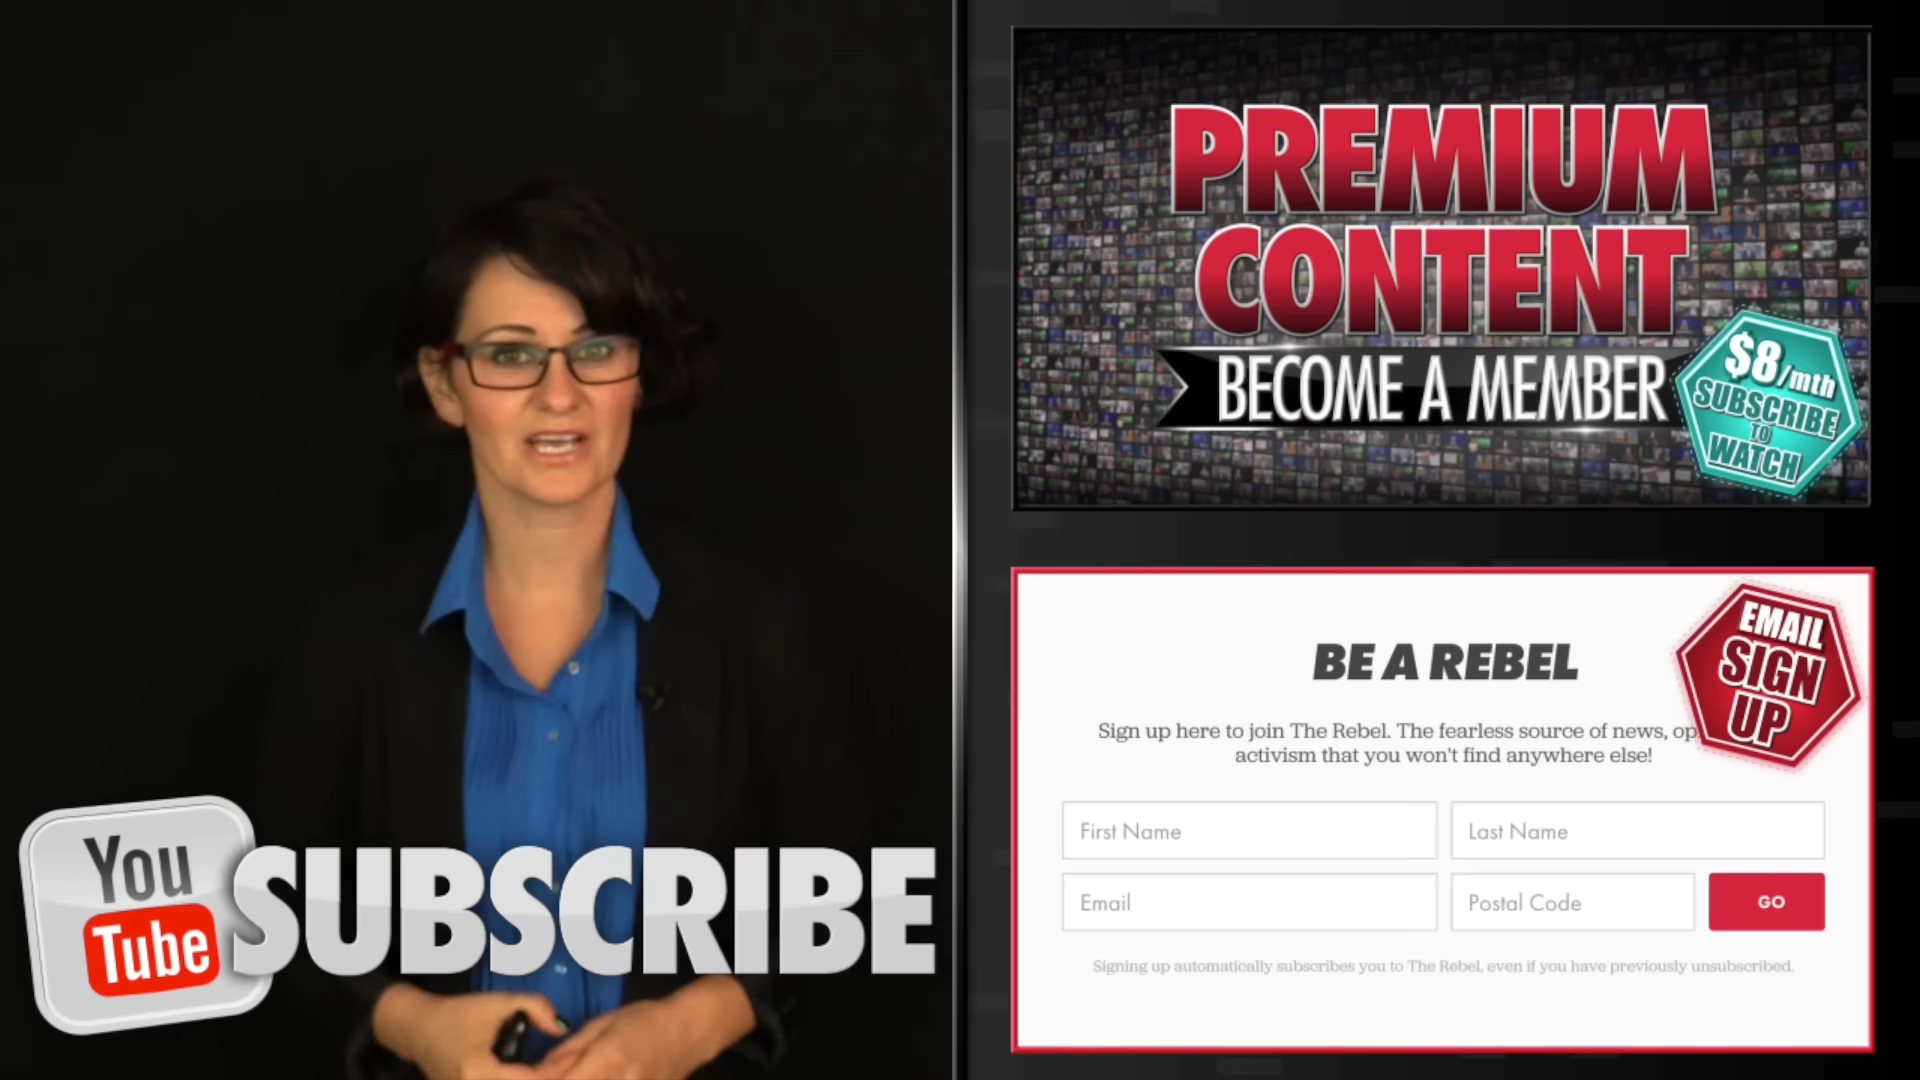 You
Tube
SUBSCRIBE
PREMIUM
CONTENT
BECOME A MEMBER
$8/mth
SUBSCRIBE
TO
WATCH
EMAIL
SIGN
UP
BE A REBEL
Sign up here to join The Rebel. The fearless source of news,
activism that you won't find anywhere else!
First Name
Last Name
Email
Postal Code
GO
Signing up automatically subscribes you to The Rebel, even if you have previously unsubscribed.